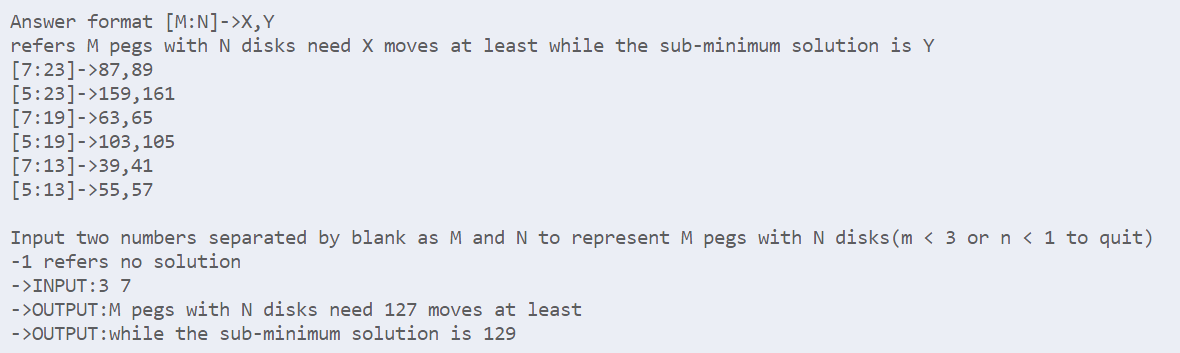 Answer format [M:N]->X,Y
refers M pegs with N disks need X moves at least while the sub-minimum solution is Y
[7:23]->87,89
[5:23]->159,161
[7:19]->63,65
[5:19]->103,105
[7:13]->39,41
[5:13]->55,57
Input two numbers separated by blank as M and N to represent M pegs with N disks(m < 3 or n < 1 to quit)
-1 refers no solution
->INPUT:3 7
->OUTPUT:M pegs with N disks need 127 moves at least
->OUTPUT:while the sub-minimum solution is 129